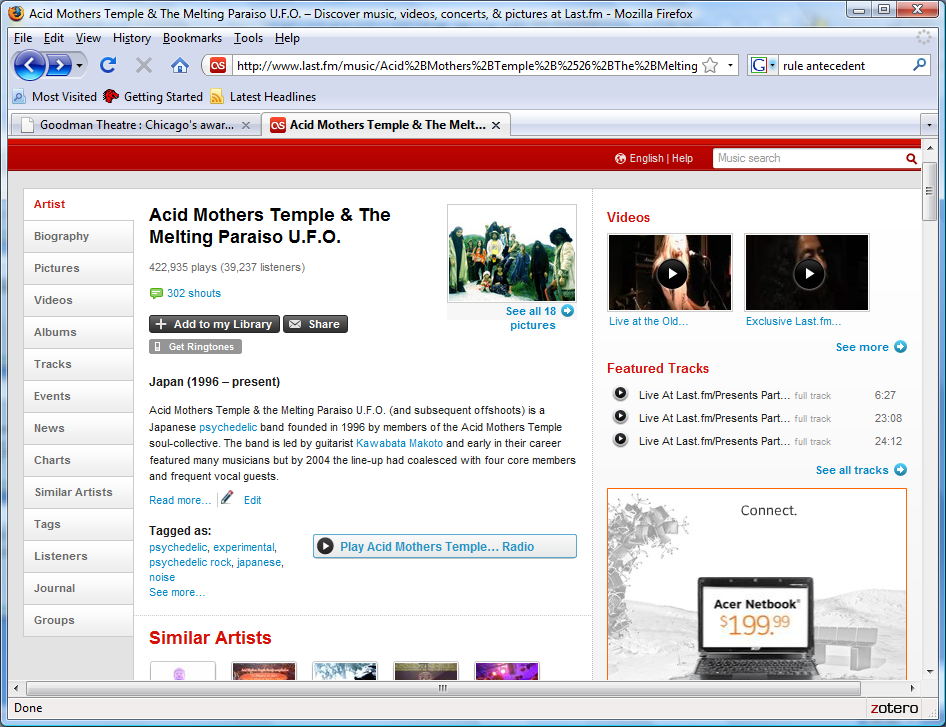 Acid Mothers Temple & The Melting Paraiso U.F.O. – Discover music, videos, concerts, & pictures at Last.fm - Mozilla Firefox
File Edit View History Bookmarks Tools Help
http://www.last.fm/music/Acid%2BMothers%2BTemple%2B%2526%2BThe%2BMelting
G rule antecedent
Most Visited Getting Started Latest Headlines
Goodman Theatre : Chicago's awar...
Acid Mothers Temple & The Melt...
English | Help
Music search
Artist
Biography
Pictures
Videos
Albums
Tracks
Events
News
Charts
Similar Artists
Tags
Listeners
Journal
Groups
Acid Mothers Temple & The
Melting Paraiso U.F.O.
422,935 plays (39,237 listeners)
302 shouts
Add to my Library Share
Get Ringtones
See all 18
pictures
Japan (1996 – present)
Acid Mothers Temple & the Melting Paraiso U.F.O. (and subsequent offshoots) is a
Japanese psychedelic band founded in 1996 by members of the Acid Mothers Temple
soul-collective. The band is led by guitarist Kawabata Makoto and early in their career
featured many musicians but by 2004 the line-up had coalesced with four core members
and frequent vocal guests.
Read more… Edit
Tagged as:
psychedelic, experimental,
psychedelic rock, japanese,
noise
See more…
Play Acid Mothers Temple… Radio
Similar Artists
Videos
Live at the Old…
Exclusive Last.fm…
See more
Featured Tracks
Live At Last.fm/Presents Part… full track 6:27
Live At Last.fm/Presents Part… full track 23:08
Live At Last.fm/Presents Part… full track 24:12
See all tracks
Connect.
Acer Netbook*
$199.99
acer
Done
zotero